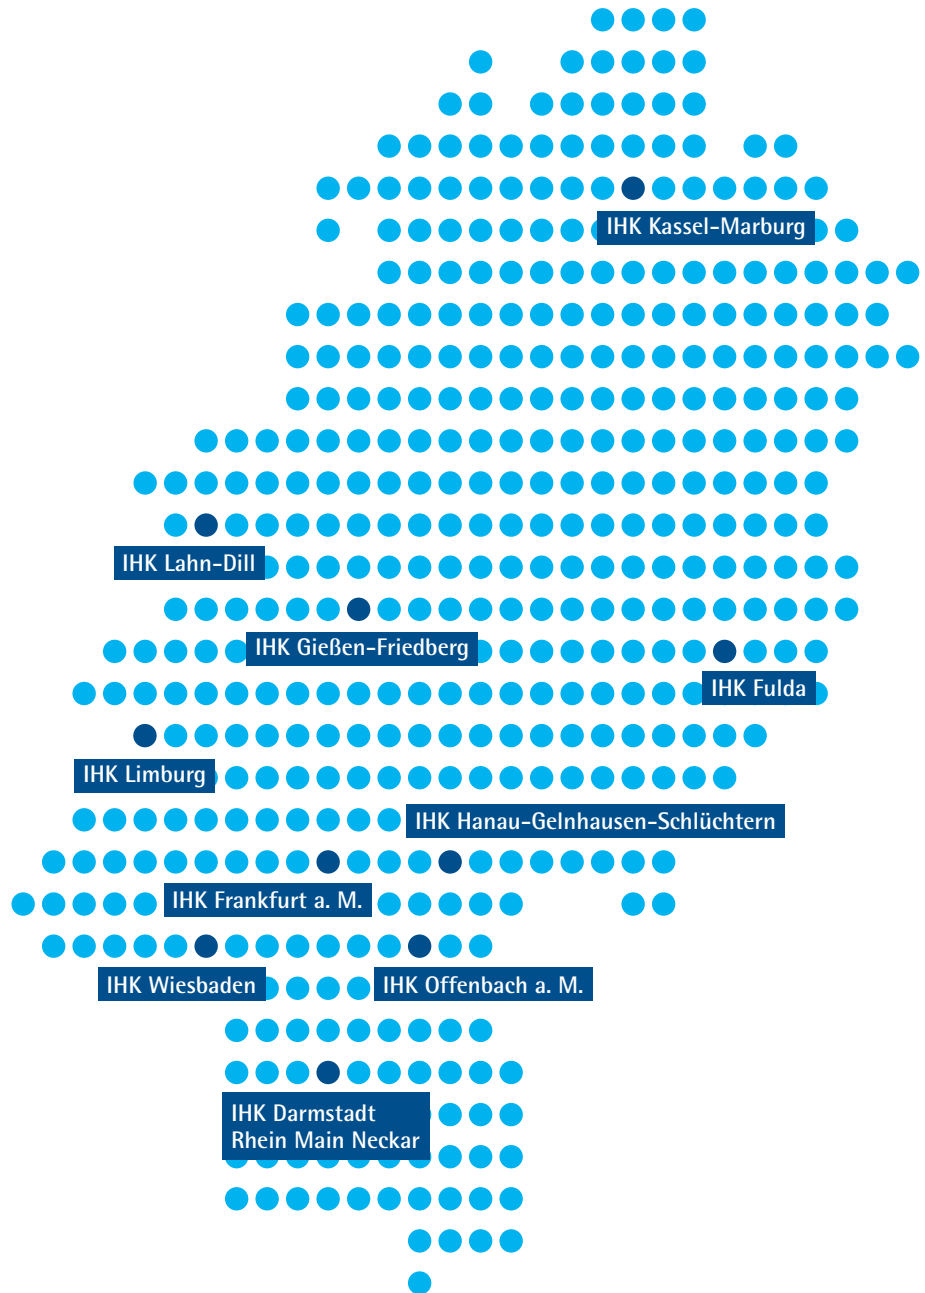 IHK Kassel-Marburg
IHK Lahn-Dill
IHK Gießen-Friedberg
IHK Fulda
IHK Limburg
IHK Hanau-Gelnhausen-Schlüchtern
IHK Frankfurt a. M.
IHK Wiesbaden
IHK Offenbach a. M.
IHK Darmstadt
Rhein Main Neckar